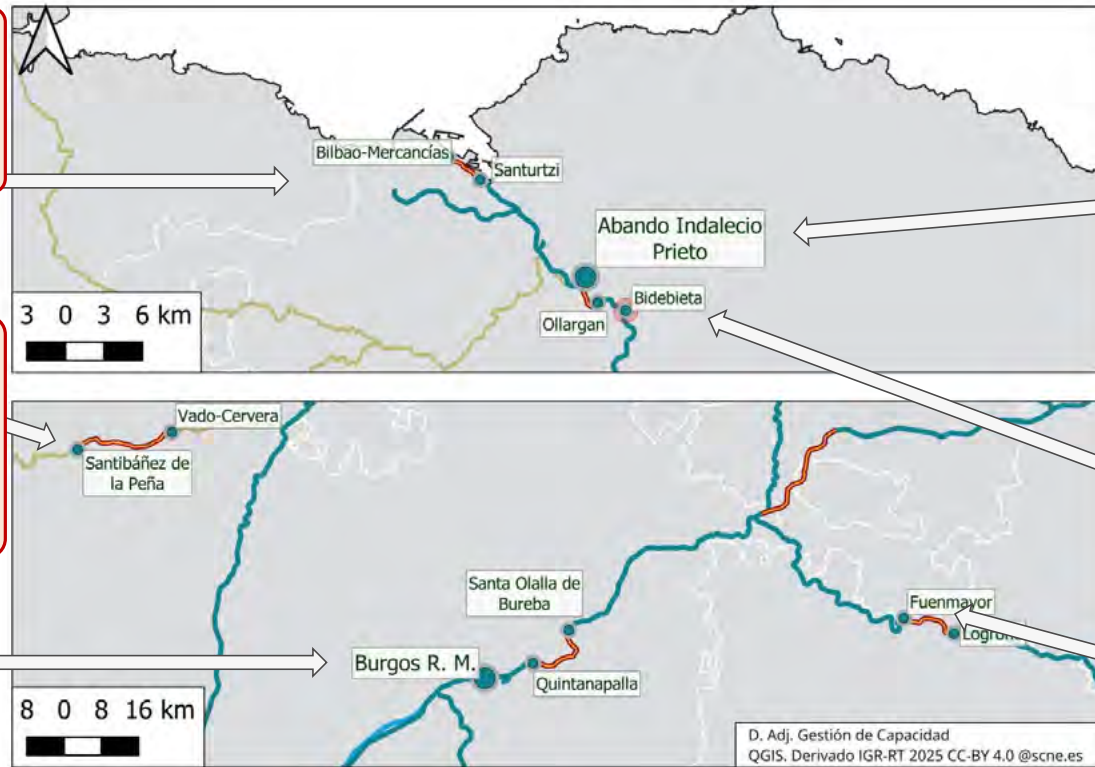 Bilbao-Mercancías
Santurtzi
Abando Indalecio
Prieto
Bidebieta
Ollargan
3 0 3 6 km
Vado-Cervera
Santibáñez de
la Peña
Santa Olalla de
Bureba
Fuenmayor
Logroño
Burgos R. M.
Quintanapalla
8 0 8 16 km
D. Adj. Gestión de Capacidad
QGIS. Derivado IGR-RT 2025 CC-BY 4.0 @scne.es